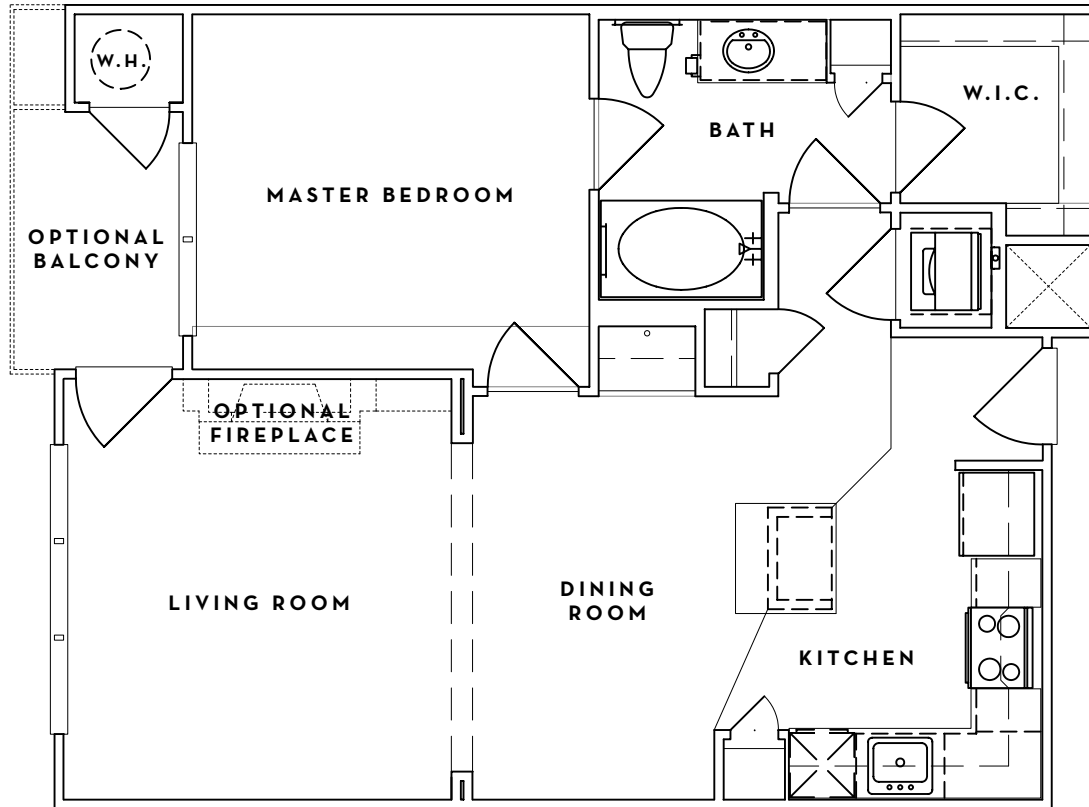 W.H.
W.I.C.
BATH
MASTER BEDROOM
OPTIONAL
BALCONY
OPTIONAL
FIREPLACE
LIVING ROOM
DINING
ROOM
KITCHEN